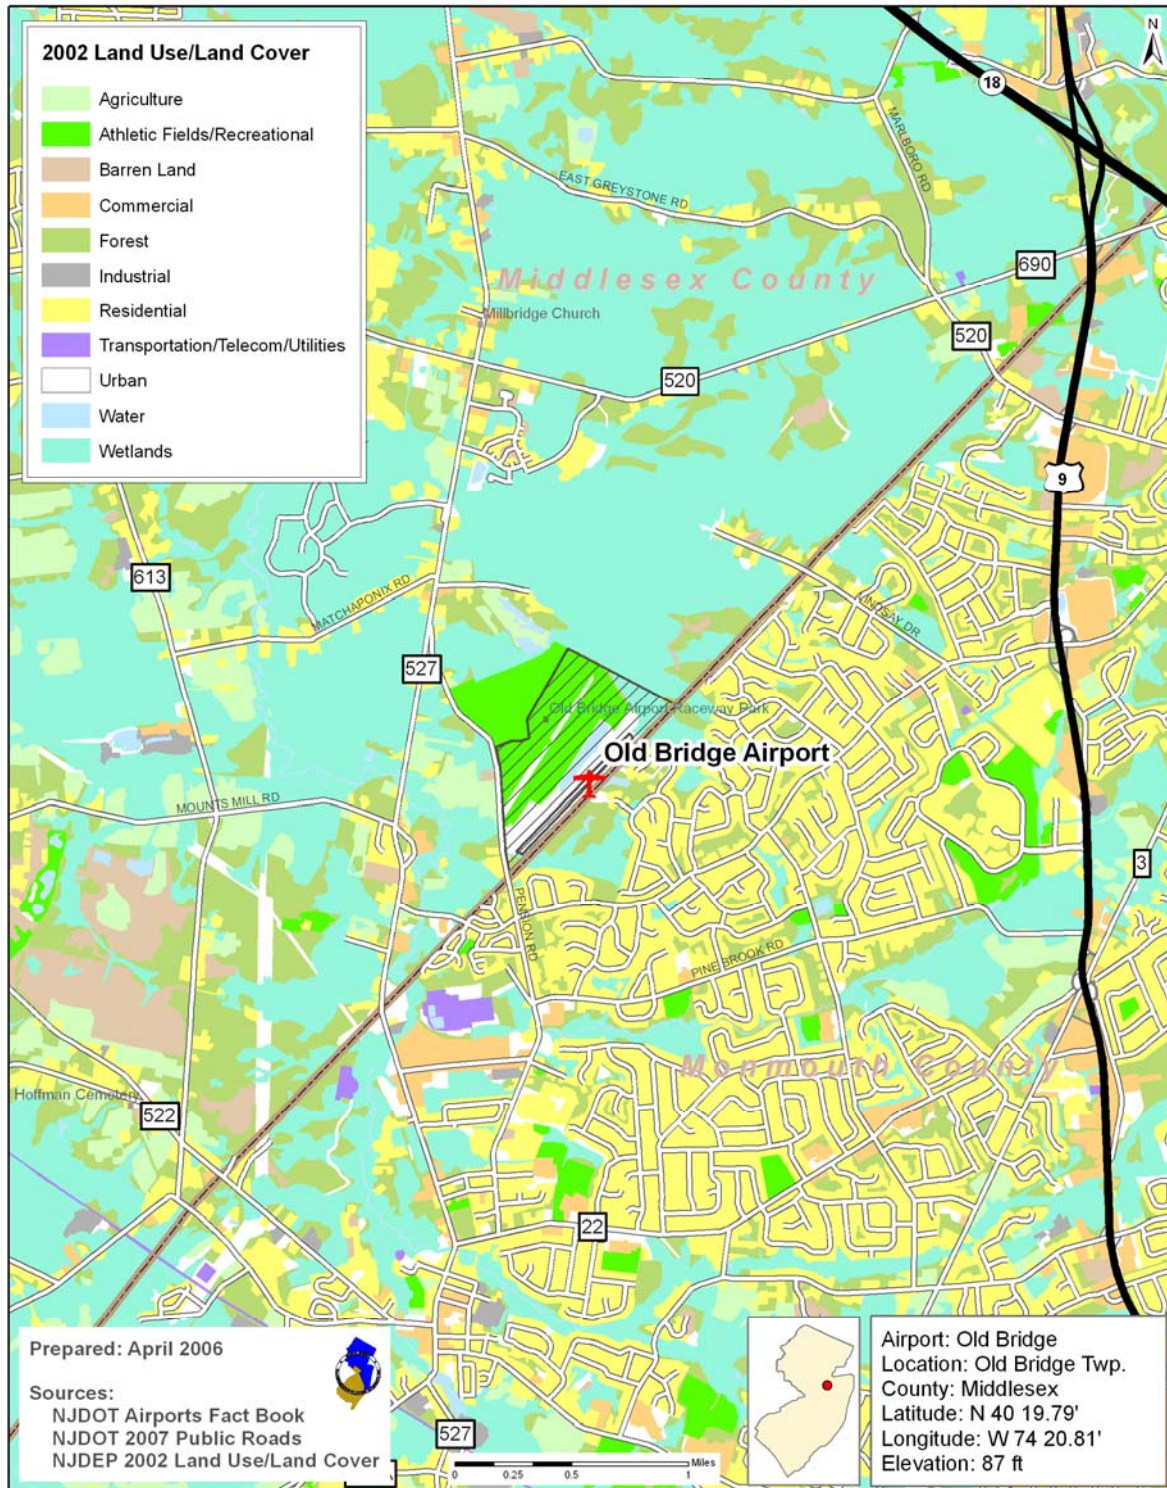 2002 Land Use/Land Cover
Agriculture
Athletic Fields/Recreational
Barren Land
Commercial
Forest
Industrial
Residential
Transportation/Telecom/Utilities
Urban
Water
Wetlands
N
18
MARLBORO RD
EAST GREYSTONE RD
690
Middlesex County
Millbridge Church
520
520
9
613
MATCHAPONIX RD
LINDSAY DR
527
Old Bridge Airport Raceway Park
Old Bridge Airport
MOUNTS MILL RD
3
PENSION RD
PINE BROOK RD
Monmouth County
Hoffman Cemetery
522
22
527
Prepared: April 2006
Sources:
NJDOT Airports Fact Book
NJDOT 2007 Public Roads
NJDEP 2002 Land Use/Land Cover
0 0.25 0.5 1 Miles
Airport: Old Bridge
Location: Old Bridge Twp.
County: Middlesex
Latitude: N 40 19.79'
Longitude: W 74 20.81'
Elevation: 87 ft